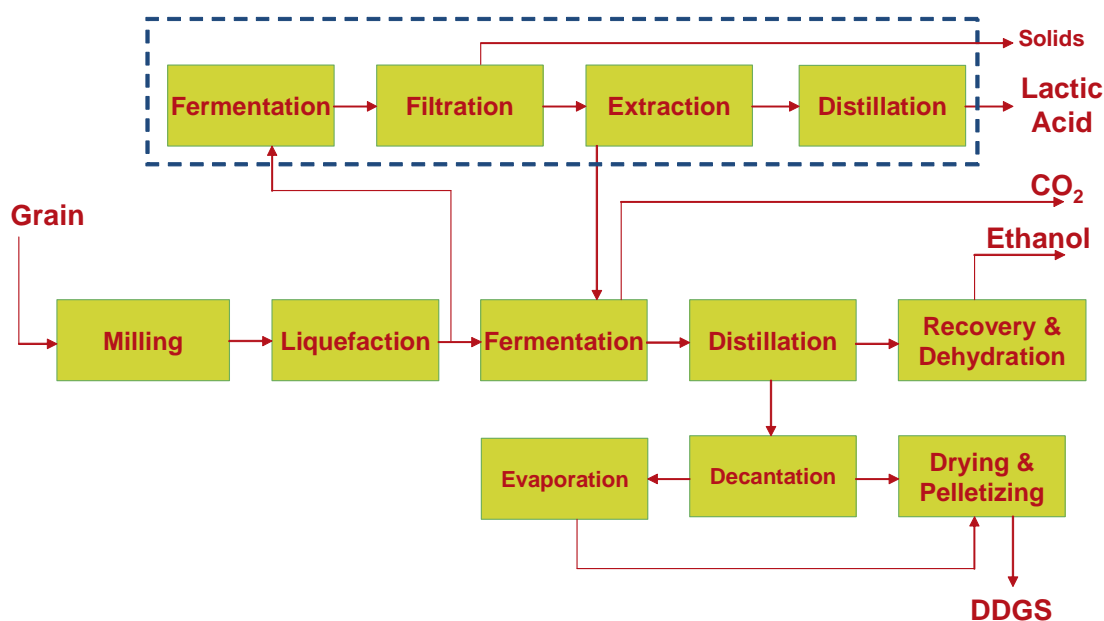 Solids
Fermentation
Filtration
Extraction
Distillation
Lactic
Acid
CO₂
Grain
Ethanol
Milling
Liquefaction
Fermentation
Distillation
Recovery &
Dehydration
Evaporation
Decantation
Drying &
Pelletizing
DDGS